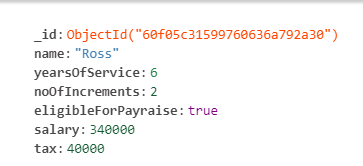 _id: ObjectId("60f05c31599760636a792a30")
name: "Ross"
yearsOfService: 6
noOfIncrements: 2
eligibleForPayraise: true
salary: 340000
tax: 40000